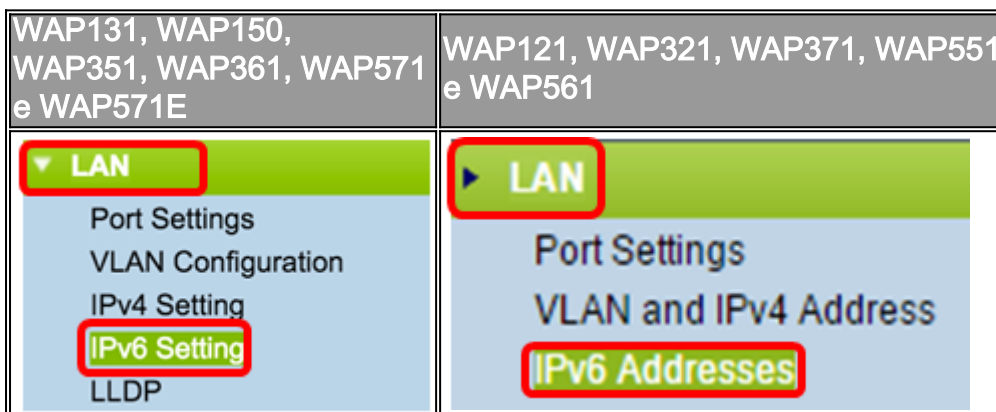 WAP131, WAP150,
WAP351, WAP361, WAP571
e WAP571E
WAP121, WAP321, WAP371, WAP551
e WAP561
LAN
Port Settings
VLAN Configuration
IPv4 Setting
IPv6 Setting
LLDP
LAN
Port Settings
VLAN and IPv4 Address
IPv6 Addresses